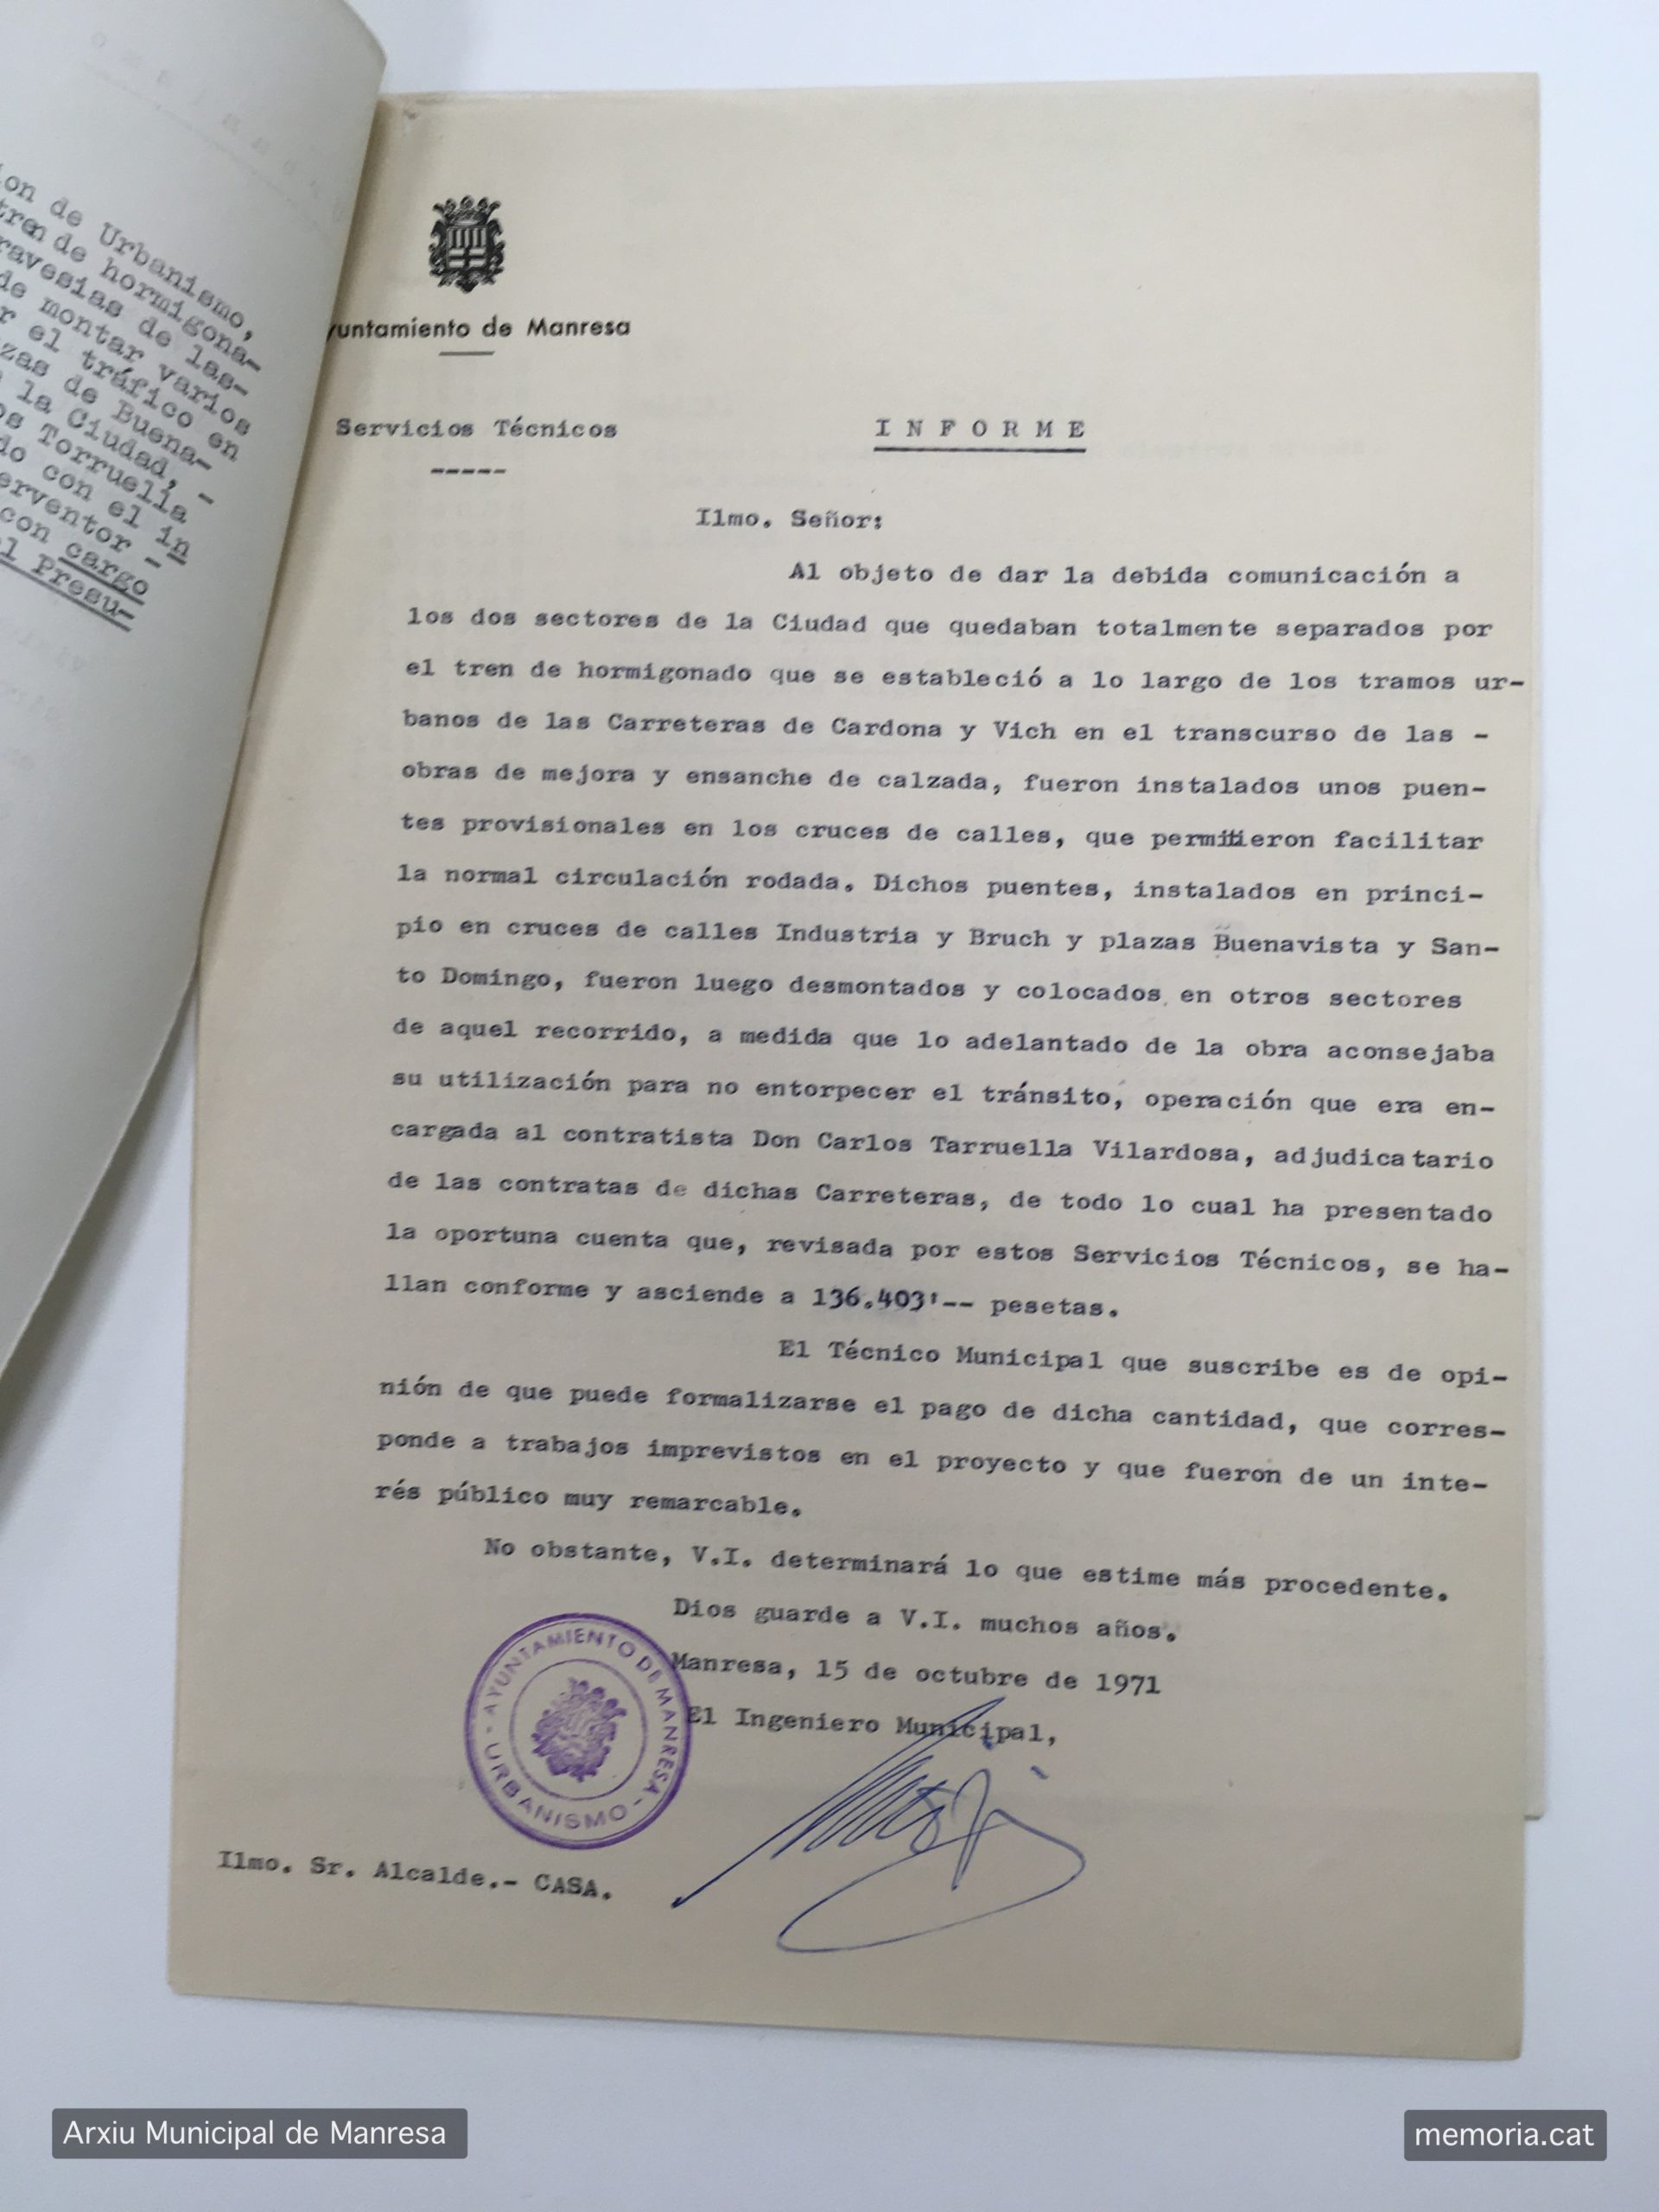 on de Urbanismo,
tren de hormigona-
ravesias de las-
de montar varios
r el tráfico en
zas de Buena-
la Ciudad, -
os Torruella
do con el in
erventor -
con cargo
l Presu-
yuntamiento de Manresa
Servicios Técnicos
-----
INFORME
Ilmo. Señor:
Al objeto de dar la debida comunicación a
los dos sectores de la Ciudad que quedaban totalmente separados por
el tren de hormigonado que se estableció a lo largo de los tramos ur-
banos de las Carreteras de Cardona y Vich en el transcurso de las -
obras de mejora y ensanche de calzada, fueron instalados unos puen-
tes provisionales en los cruces de calles, que permitieron facilitar
la normal circulación rodada. Dichos puentes, instalados en princi-
pio en cruces de calles Industria y Bruch y plazas Buenavista y San-
to Domingo, fueron luego desmontados y colocados en otros sectores
de aquel recorrido, a medida que lo adelantado de la obra aconsejaba
su utilización para no entorpecer el tránsito, operación que era en-
cargada al contratista Don Carlos Tarruella Vilardosa, adjudicatario
de las contratas de dichas Carreteras, de todo lo cual ha presentado
la oportuna cuenta que, revisada por estos Servicios Técnicos, se ha-
llan conforme y asciende a 136.403'-- pesetas.
El Técnico Municipal que suscribe es de opi-
nión de que puede formalizarse el pago de dicha cantidad, que corres-
ponde a trabajos imprevistos en el proyecto y que fueron de un inte-
rés público muy remarcable.
No obstante, V.I. determinará lo que estime más procedente.
Dios guarde a V.I. muchos años.
Manresa, 15 de octubre de 1971
El Ingeniero Municipal,
AYUNTAMIENTO DE MANRESA
- URBANISMO -
Ilmo. Sr. Alcalde.- CASA.
Arxiu Municipal de Manresa
memoria.cat